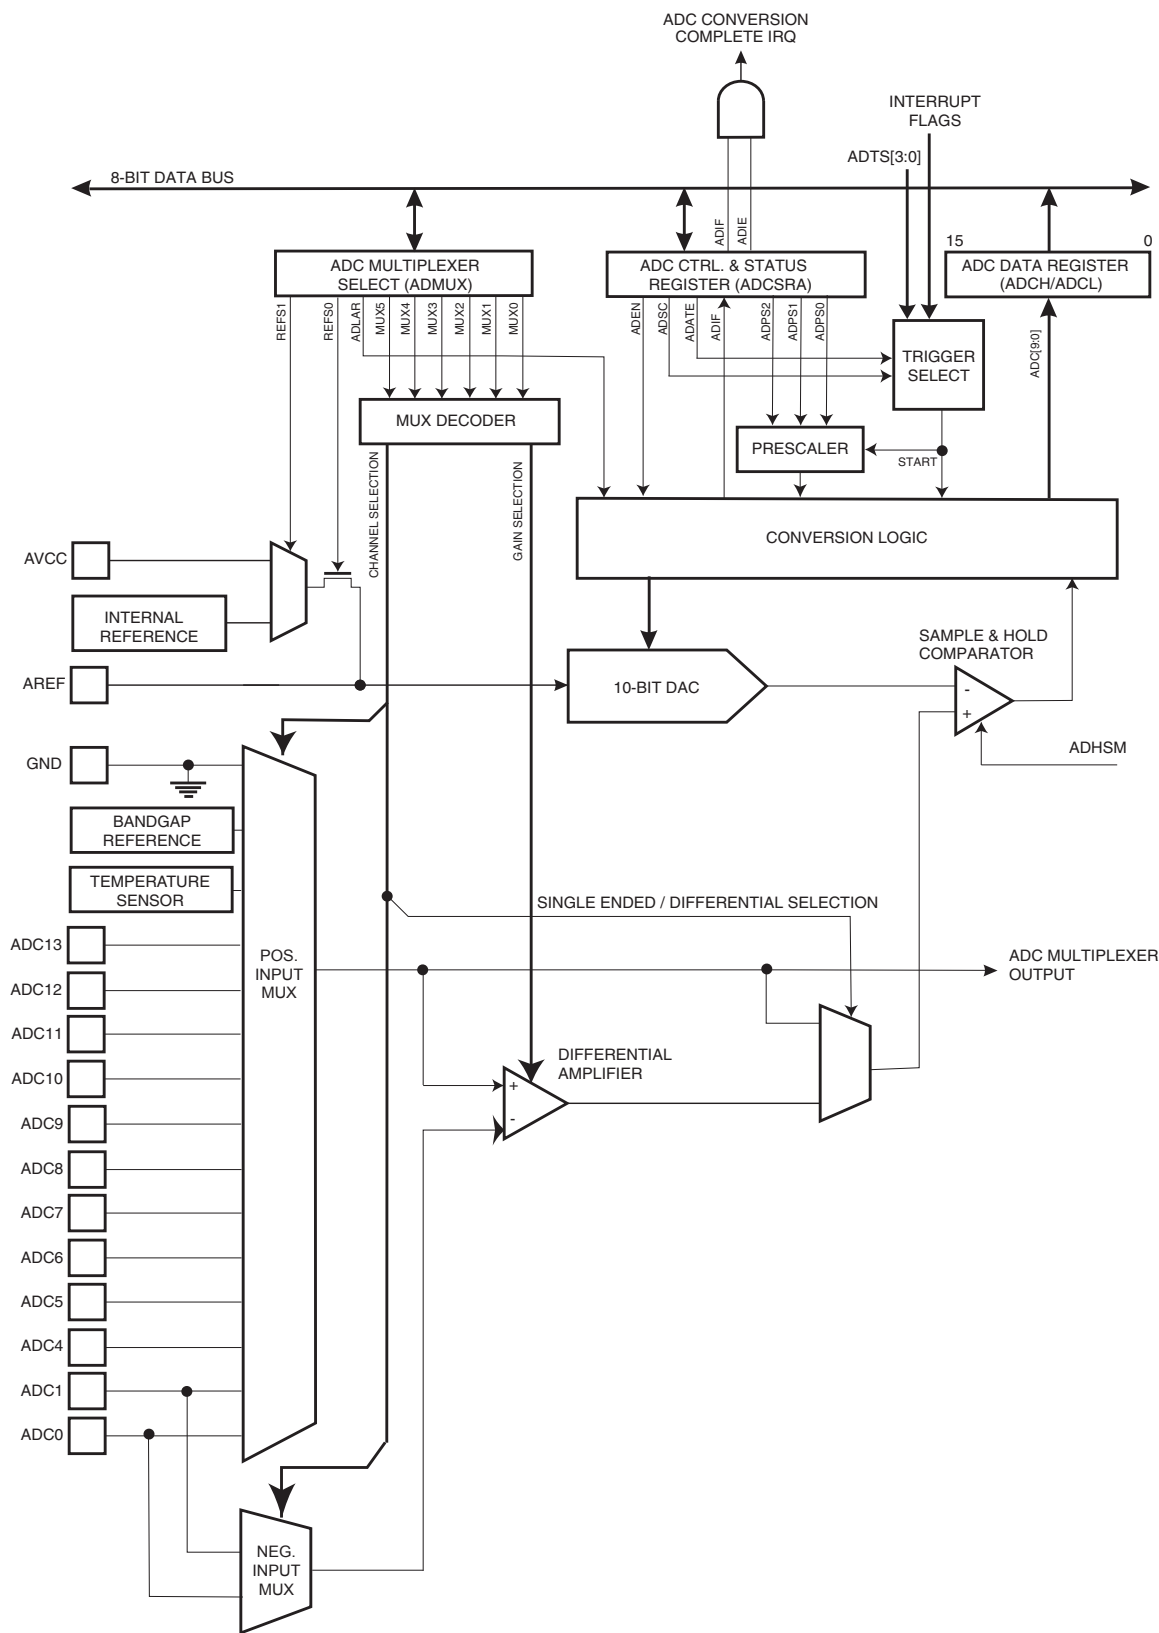 ADC CONVERSION
COMPLETE IRQ
INTERRUPT
FLAGS
ADTS[3:0]
8-BIT DATA BUS
ADIF
ADIE
15
0
ADC MULTIPLEXER
SELECT (ADMUX)
ADC CTRL. & STATUS
REGISTER (ADCSRA)
ADC DATA REGISTER
(ADCH/ADCL)
REFS1
REFS0
ADLAR
MUX5
MUX4
MUX3
MUX2
MUX1
MUX0
ADEN
ADSC
ADATE
ADIF
ADPS2
ADPS1
ADPS0
TRIGGER
SELECT
ADC[9:0]
MUX DECODER
PRESCALER
START
CHANNEL SELECTION
GAIN SELECTION
CONVERSION LOGIC
AVCC
INTERNAL
REFERENCE
SAMPLE & HOLD
COMPARATOR
AREF
10-BIT DAC
-
+
ADHSM
GND
BANDGAP
REFERENCE
TEMPERATURE
SENSOR
SINGLE ENDED / DIFFERENTIAL SELECTION
ADC13
POS.
INPUT
MUX
ADC MULTIPLEXER
OUTPUT
ADC12
ADC11
ADC10
DIFFERENTIAL
AMPLIFIER
+
-
ADC9
ADC8
ADC7
ADC6
ADC5
ADC4
ADC1
ADC0
NEG.
INPUT
MUX